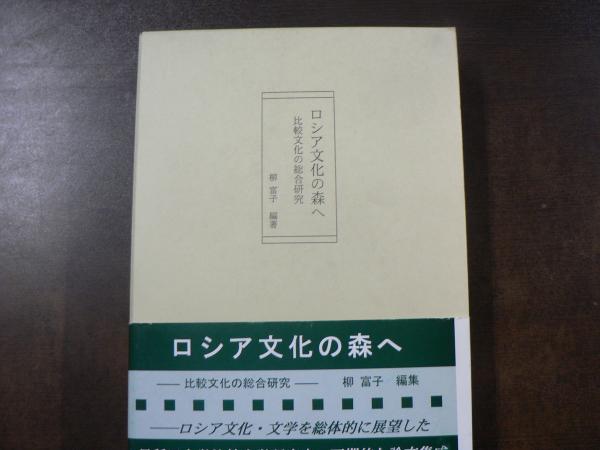 ロシア文化の森へ
比較文化の総合研究
柳 富子 編著
ロシア文化の森へ
──比較文化の総合研究── 柳 富子 編集
──ロシア文化・文学を総体的に展望した